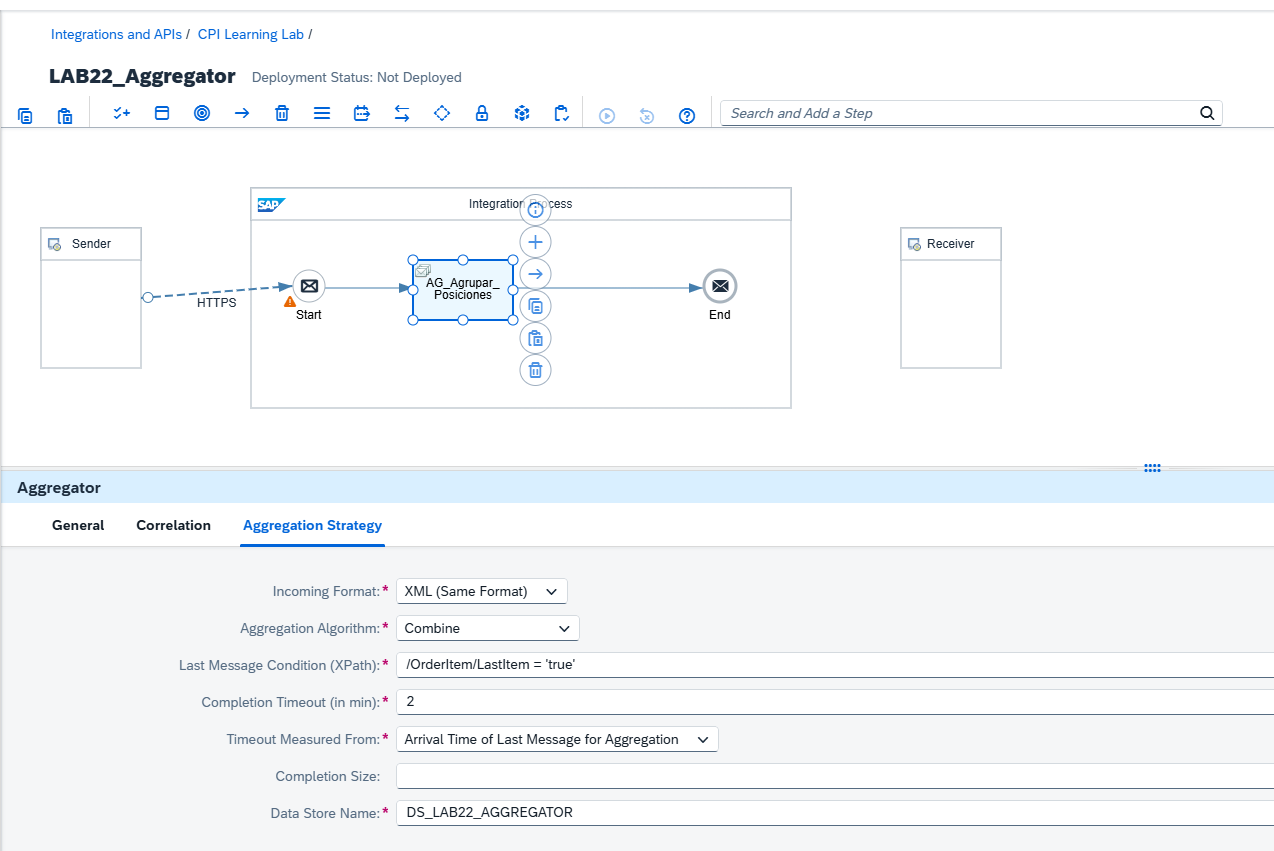 Integrations and APIs / CPI Learning Lab /
LAB22_Aggregator Deployment Status: Not Deployed
Search and Add a Step
SAP Integration Process
Sender
Receiver
HTTPS
Start
AG_Agrupar_
Posiciones
End
Aggregator
General Correlation Aggregation Strategy
Incoming Format:* XML (Same Format)
Aggregation Algorithm:* Combine
Last Message Condition (XPath):* /OrderItem/LastItem = 'true'
Completion Timeout (in min):* 2
Timeout Measured From:* Arrival Time of Last Message for Aggregation
Completion Size:
Data Store Name:* DS_LAB22_AGGREGATOR